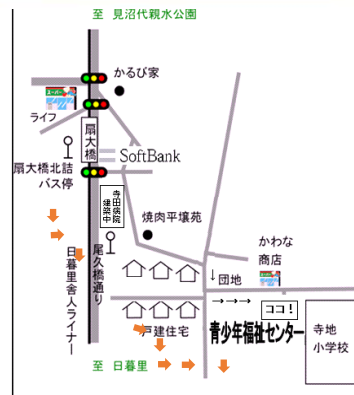 至 見沼代親水公園
かるび家
スーパー
ライフ
扇大橋
SoftBank
扇大橋北詰
バス停
寺田病院
建築中
焼肉平壌苑
かわな
商店
尾久橋通り
↓団地
日暮里舎人ライナー
→→→
ココ！
戸建住宅
青少年福祉センター
寺地
小学校
至 日暮里